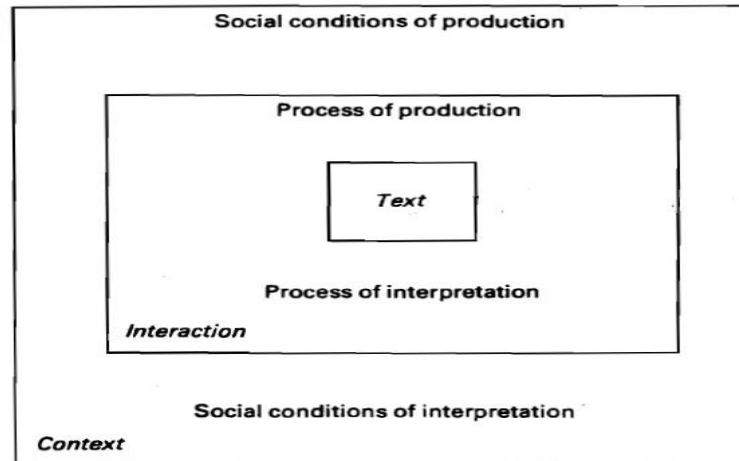 Social conditions of production
Process of production
Text
Process of interpretation
Interaction
Social conditions of interpretation
Context